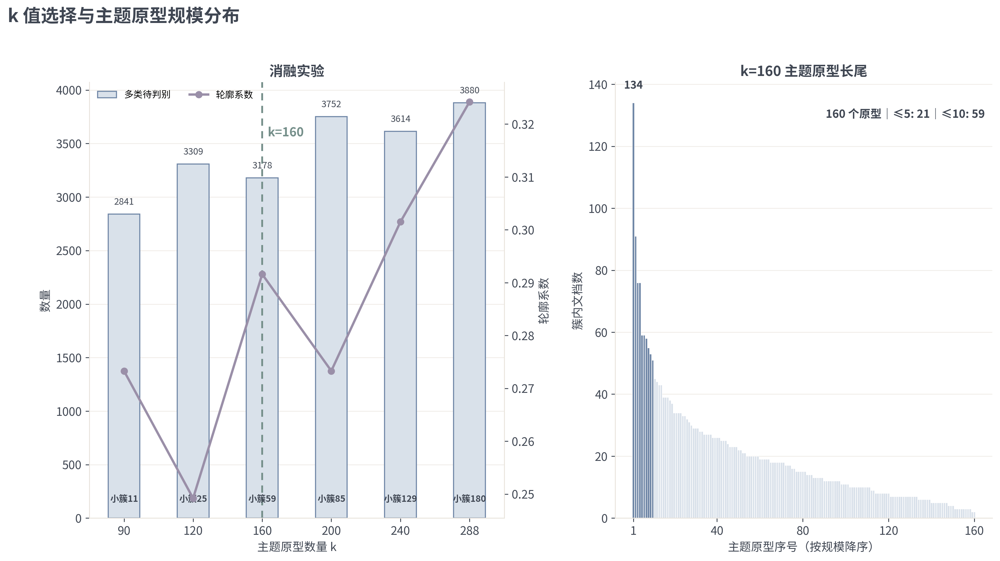 k 值选择与主题原型规模分布
消融实验
多类待判别
轮廓系数
k=160
4000
3500
3000
2500
2000
1500
1000
500
0
数量
2841
3309
3178
3752
3614
3880
小簇11
小簇25
小簇59
小簇85
小簇129
小簇180
90
120
160
200
240
288
主题原型数量 k
0.32
0.31
0.30
0.29
0.28
0.27
0.26
0.25
轮廓系数
k=160 主题原型长尾
134
160 个原型｜≤5: 21｜≤10: 59
140
120
100
80
60
40
20
0
簇内文档数
1
40
80
120
160
主题原型序号（按规模降序）